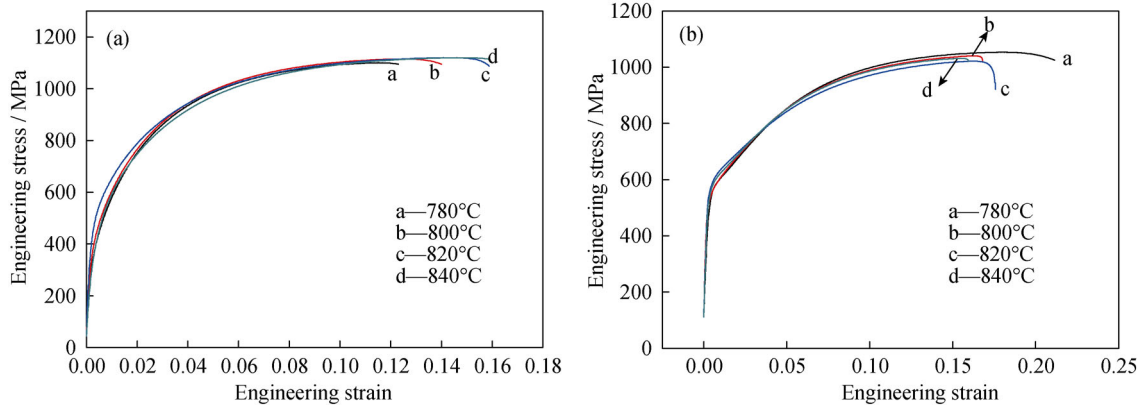 (a)
Engineering stress / MPa
1200
1000
800
600
400
200
0
0.00 0.02 0.04 0.06 0.08 0.10 0.12 0.14 0.16 0.18
Engineering strain
a
b
c
d
a—780°C
b—800°C
c—820°C
d—840°C
(b)
Engineering stress / MPa
1200
1000
800
600
400
200
0
0.00 0.05 0.10 0.15 0.20 0.25
Engineering strain
b
a
d
c
a—780°C
b—800°C
c—820°C
d—840°C